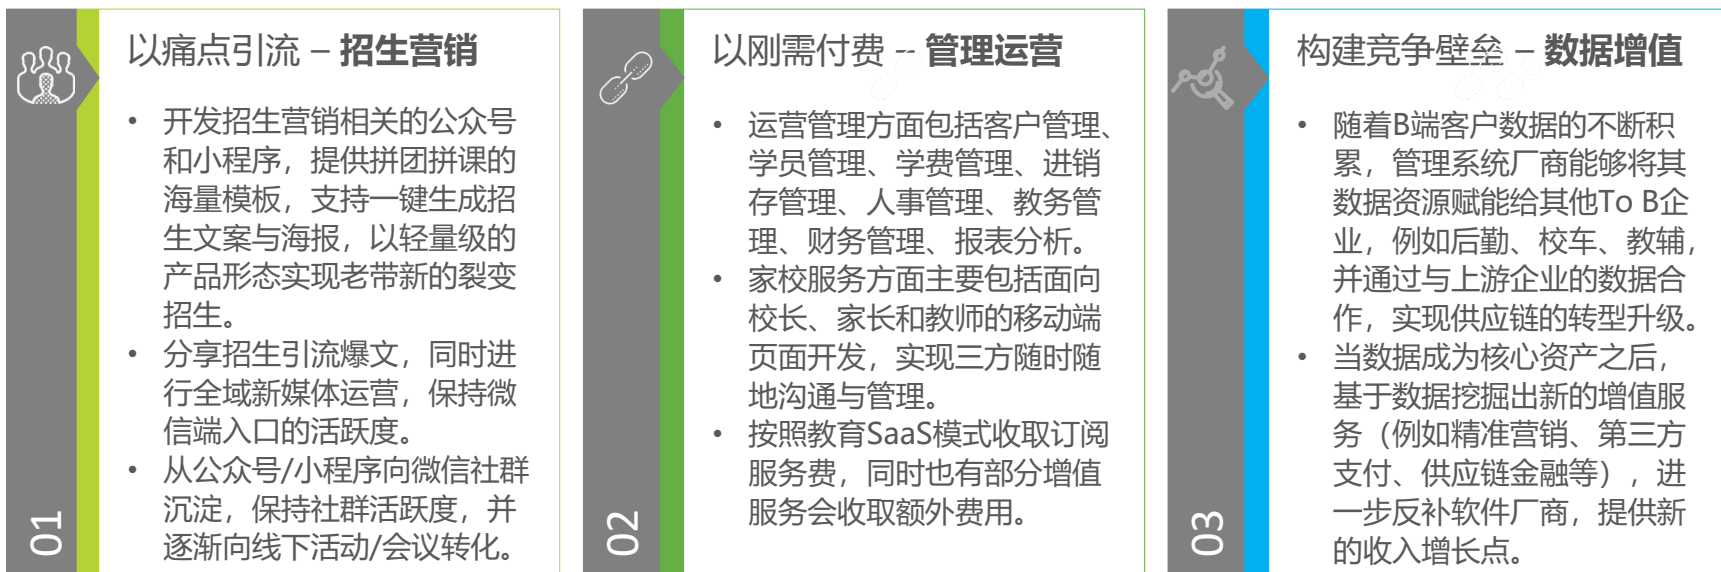 01
以痛点引流 – 招生营销
• 开发招生营销相关的公众号
和小程序，提供拼团拼课的
海量模板，支持一键生成招
生文案与海报，以轻量级的
产品形态实现老带新的裂变
招生。
• 分享招生引流爆文，同时进
行全域新媒体运营，保持微
信端入口的活跃度。
• 从公众号/小程序向微信社群
沉淀，保持社群活跃度，并
逐渐向线下活动/会议转化。
02
以刚需付费 – 管理运营
• 运营管理方面包括客户管理、
学员管理、学费管理、进销
存管理、人事管理、教务管
理、财务管理、报表分析。
• 家校服务方面主要包括面向
校长、家长和教师的移动端
页面开发，实现三方随时随
地沟通与管理。
• 按照教育SaaS模式收取订阅
服务费，同时也有部分增值
服务会收取额外费用。
03
构建竞争壁垒 – 数据增值
• 随着B端客户数据的不断积
累，管理系统厂商能够将其
数据资源赋能给其他To B企
业，例如后勤、校车、教辅，
并通过与上游企业的数据合
作，实现供应链的转型升级。
• 当数据成为核心资产之后，
基于数据挖掘出新的增值服
务（例如精准营销、第三方
支付、供应链金融等），进
一步反补软件厂商，提供新
的收入增长点。